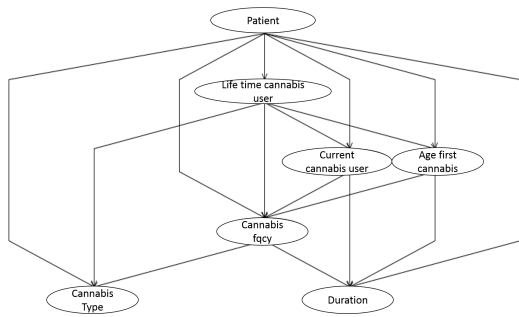 Patient
Life time cannabis
user
Current
cannabis user
Age first
cannabis
Cannabis
fqcy
Cannabis
Type
Duration